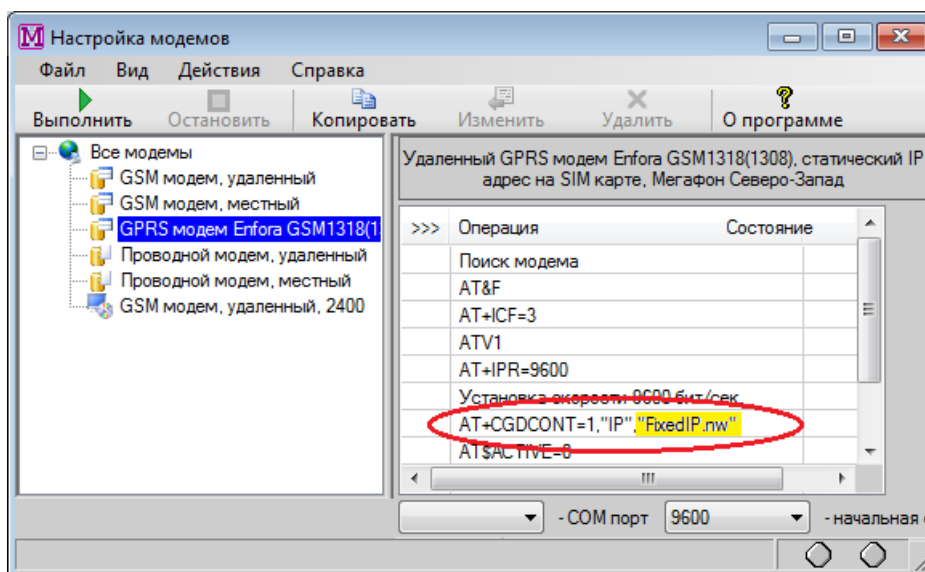 M Настройка модемов
Файл Вид Действия Справка
Выполнить Остановить Копировать Изменить Удалить О программе
Все модемы
GSM модем, удаленный
GSM модем, местный
GPRS модем Enfora GSM1318(1
Проводной модем, удаленный
Проводной модем, местный
GSM модем, удаленный, 2400
Удаленный GPRS модем Enfora GSM1318(1308), статический IP
адрес на SIM карте, Мегафон Северо-Запад
>>> Операция Состояние
Поиск модема
AT&F
AT+ICF=3
ATV1
AT+IPR=9600
Установка скорости 9600 бит/сек
AT+CGDCONT=1,"IP","FixedIP.nw"
AT$ACTIVE=0
- COM порт 9600 - начальная